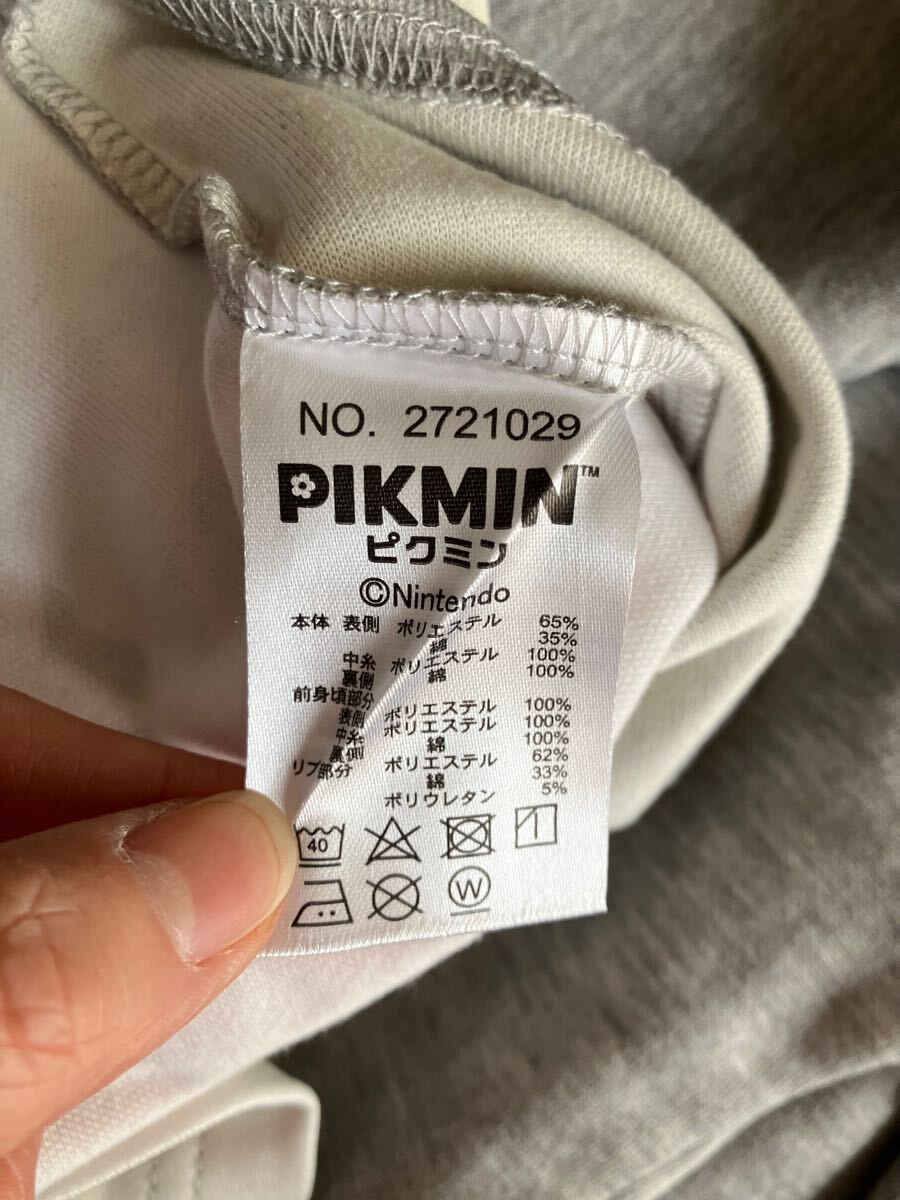 NO. 2721029
PIKMIN™
ピクミン
©Nintendo
本体 表側 ポリエステル 65%
綿 35%
中糸 ポリエステル 100%
裏側 綿 100%
前身頃部分
表側 ポリエステル 100%
中糸 ポリエステル 100%
裏側 綿 100%
リブ部分 ポリエステル 62%
綿 33%
ポリウレタン 5%
40
W